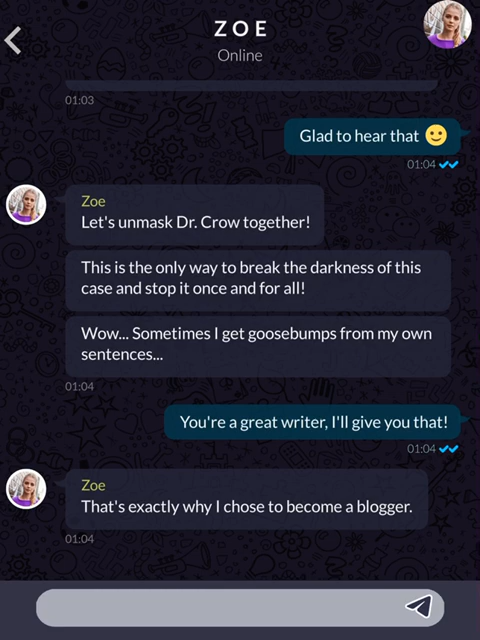 ZOE
Online
01:03
Glad to hear that 🙂
01:04
Zoe
Let's unmask Dr. Crow together!
This is the only way to break the darkness of this
case and stop it once and for all!
Wow... Sometimes I get goosebumps from my own
sentences...
01:04
You're a great writer, I'll give you that!
01:04
Zoe
That's exactly why I chose to become a blogger.
01:04